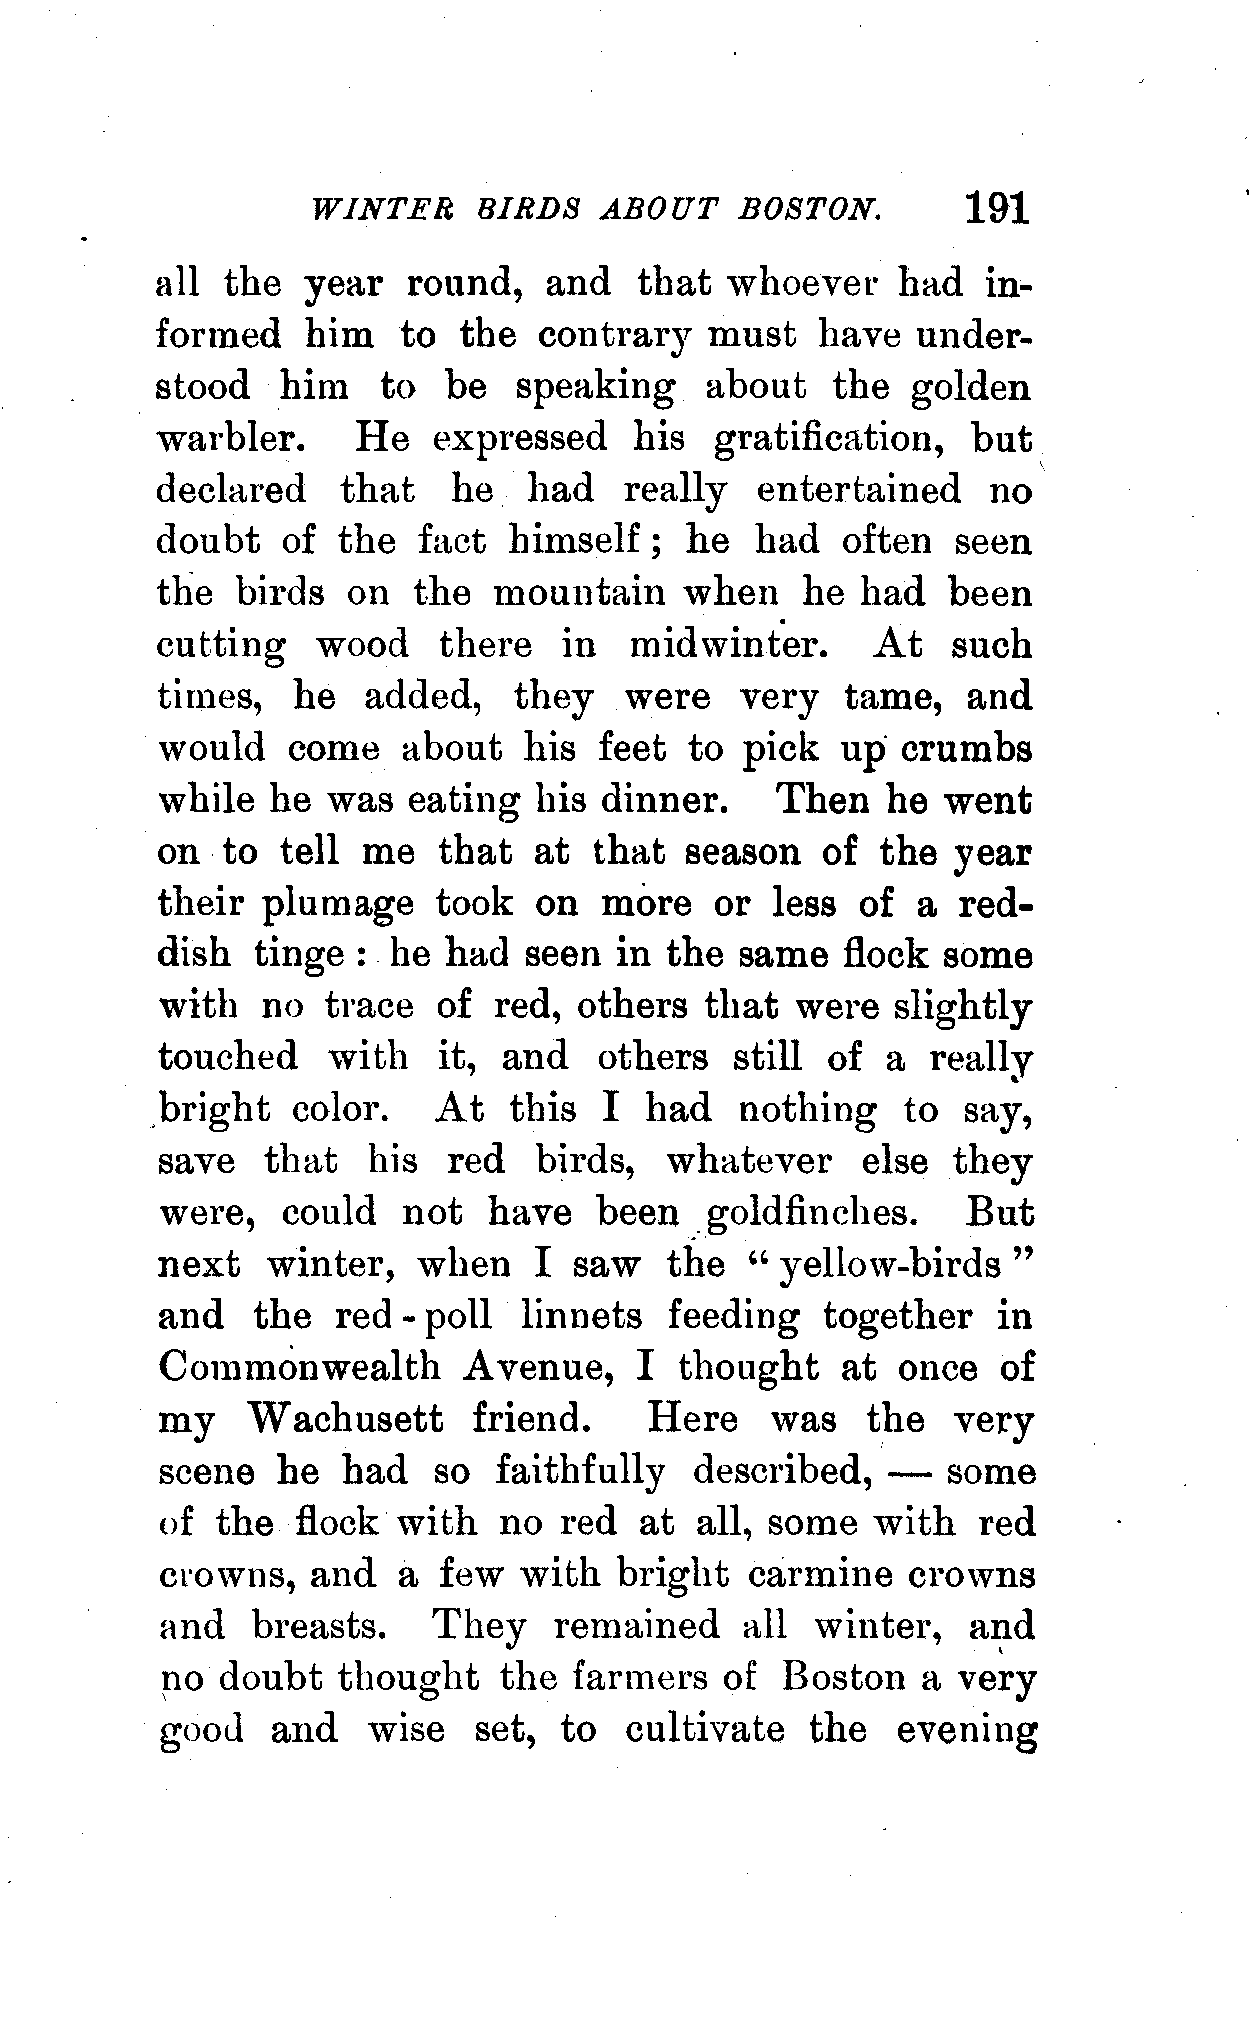 WINTER BIRDS ABOUT BOSTON. 191
all the year round, and that whoever had in-
formed him to the contrary must have under-
stood him to be speaking about the golden
warbler. He expressed his gratification, but
declared that he had really entertained no
doubt of the fact himself; he had often seen
the birds on the mountain when he had been
cutting wood there in midwinter. At such
times, he added, they were very tame, and
would come about his feet to pick up crumbs
while he was eating his dinner. Then he went
on to tell me that at that season of the year
their plumage took on more or less of a red-
dish tinge: he had seen in the same flock some
with no trace of red, others that were slightly
touched with it, and others still of a really
bright color. At this I had nothing to say,
save that his red birds, whatever else they
were, could not have been goldfinches. But
next winter, when I saw the “yellow-birds”
and the red-poll linnets feeding together in
Commonwealth Avenue, I thought at once of
my Wachusett friend. Here was the very
scene he had so faithfully described, — some
of the flock with no red at all, some with red
crowns, and a few with bright carmine crowns
and breasts. They remained all winter, and
no doubt thought the farmers of Boston a very
good and wise set, to cultivate the evening